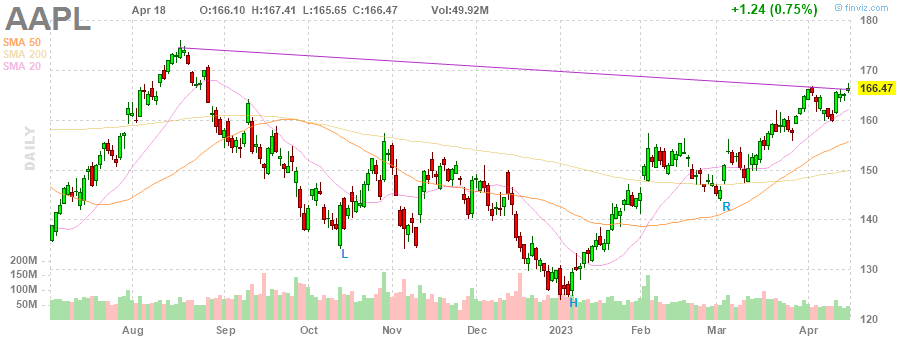 AAPL Apr 18 O:166.10 H:167.41 L:165.65 C:166.47 Vol:49.92M +1.24 (0.75%) © finviz.com
SMA 50
SMA 200
SMA 20
DAILY
180
170
166.47
160
150
140
130
120
200M
150M
100M
50M
L
H
R
Aug Sep Oct Nov Dec 2023 Feb Mar Apr